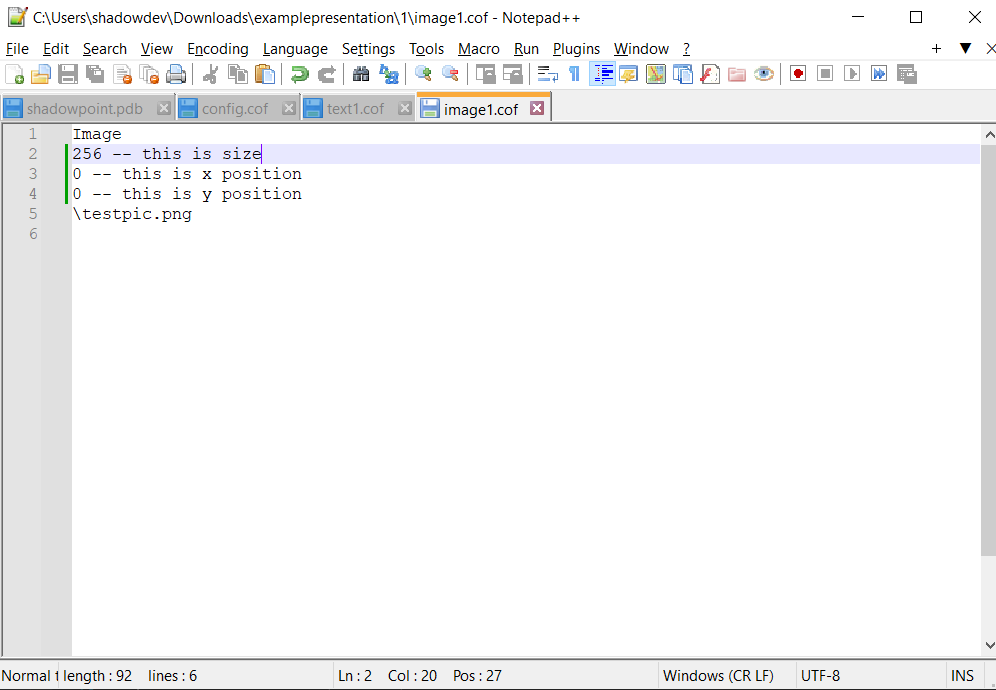 C:\Users\shadowdev\Downloads\examplepresentation\1\image1.cof - Notepad++
File Edit Search View Encoding Language Settings Tools Macro Run Plugins Window ? + ▼ X
shadowpoint.pdb config.cof text1.cof image1.cof
1 Image
2 256 -- this is size
3 0 -- this is x position
4 0 -- this is y position
5 \testpic.png
6
Normal t length : 92 lines : 6 Ln : 2 Col : 20 Pos : 27 Windows (CR LF) UTF-8 INS